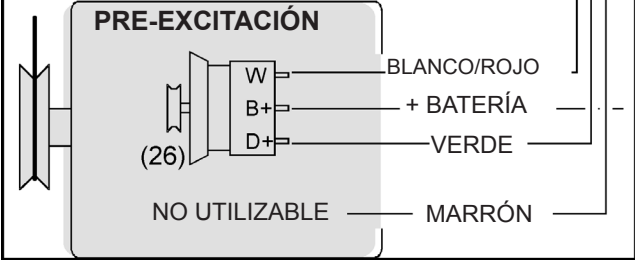 PRE-EXCITACIÓN
W BLANCO/ROJO
B+ + BATERÍA
D+ VERDE
(26)
NO UTILIZABLE MARRÓN